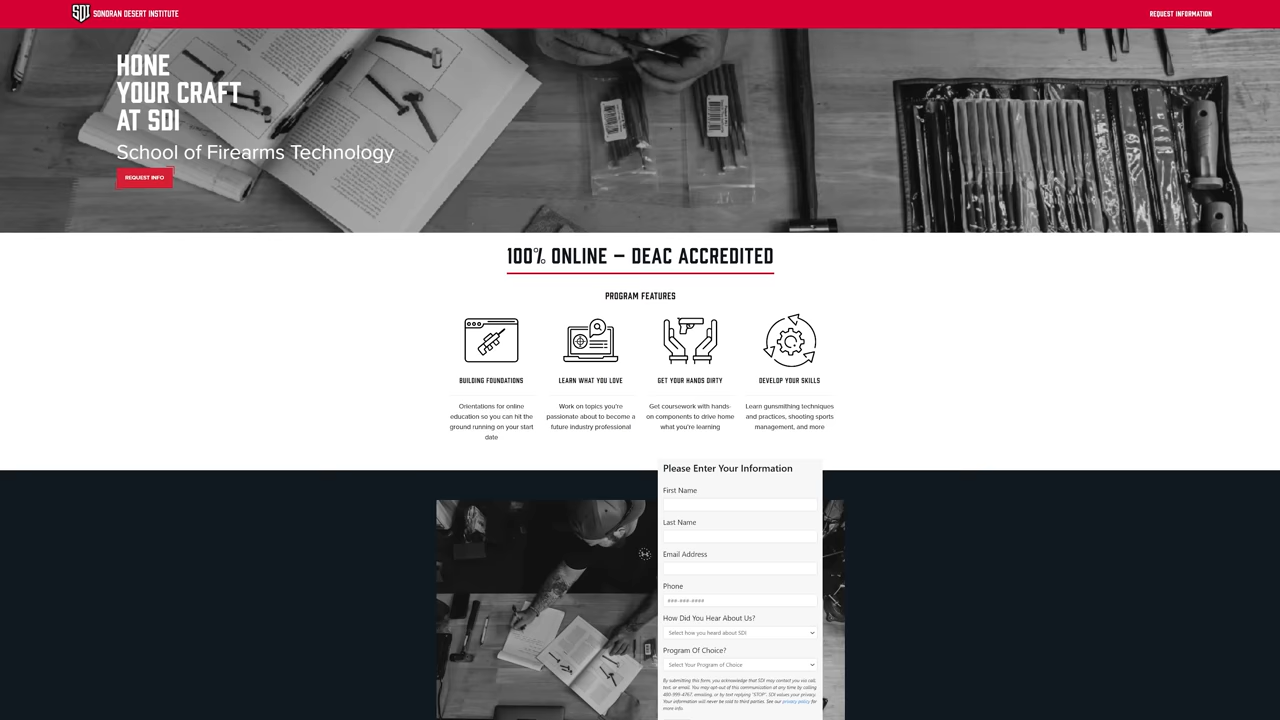 SDI SONORAN DESERT INSTITUTE
REQUEST INFORMATION
HONE
YOUR CRAFT
AT SDI
School of Firearms Technology
REQUEST INFO
100% ONLINE – DEAC ACCREDITED
PROGRAM FEATURES
BUILDING FOUNDATIONS
Orientations for online
education so you can hit the
ground running on your start
date
LEARN WHAT YOU LOVE
Work on topics you're
passionate about to become a
future industry professional
GET YOUR HANDS DIRTY
Get coursework with hands-
on components to drive home
what you're learning
DEVELOP YOUR SKILLS
Learn gunsmithing techniques
and practices, shooting sports
management, and more
Please Enter Your Information
First Name
Last Name
Email Address
Phone
###-###-####
How Did You Hear About Us?
Select how you heard about SDI
Program Of Choice?
Select Your Program of Choice
By submitting this form, you acknowledge that SDI may contact you via call,
text, or email. You may opt-out of this communication at any time by calling
480-999-4767, emailing, or by text replying "STOP". SDI values your privacy.
Your information will never be sold to third parties. See our privacy policy for
more info.